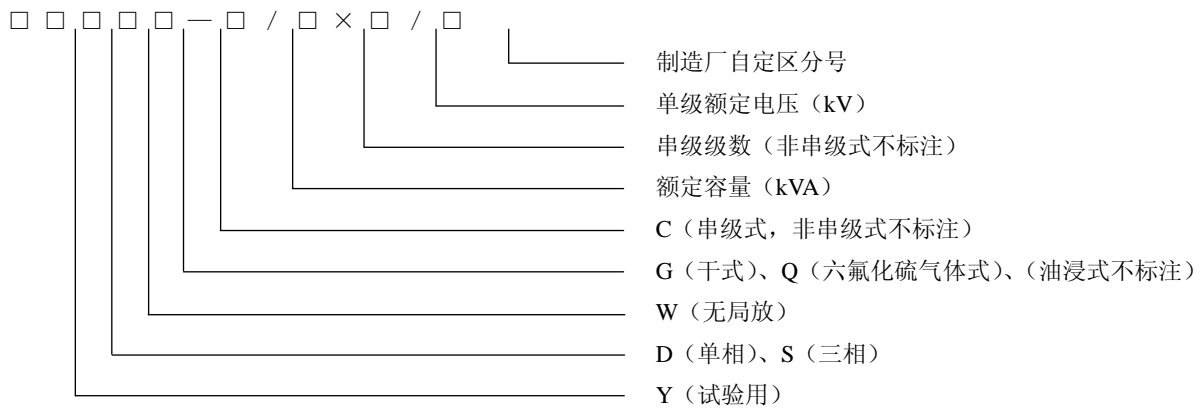 □ □ □ □ □ — □ / □ × □ / □
制造厂自定区分号
单级额定电压（kV）
串级级数（非串级式不标注）
额定容量（kVA）
C（串级式，非串级式不标注）
G（干式）、Q（六氟化硫气体式）、（油浸式不标注）
W（无局放）
D（单相）、S（三相）
Y（试验用）